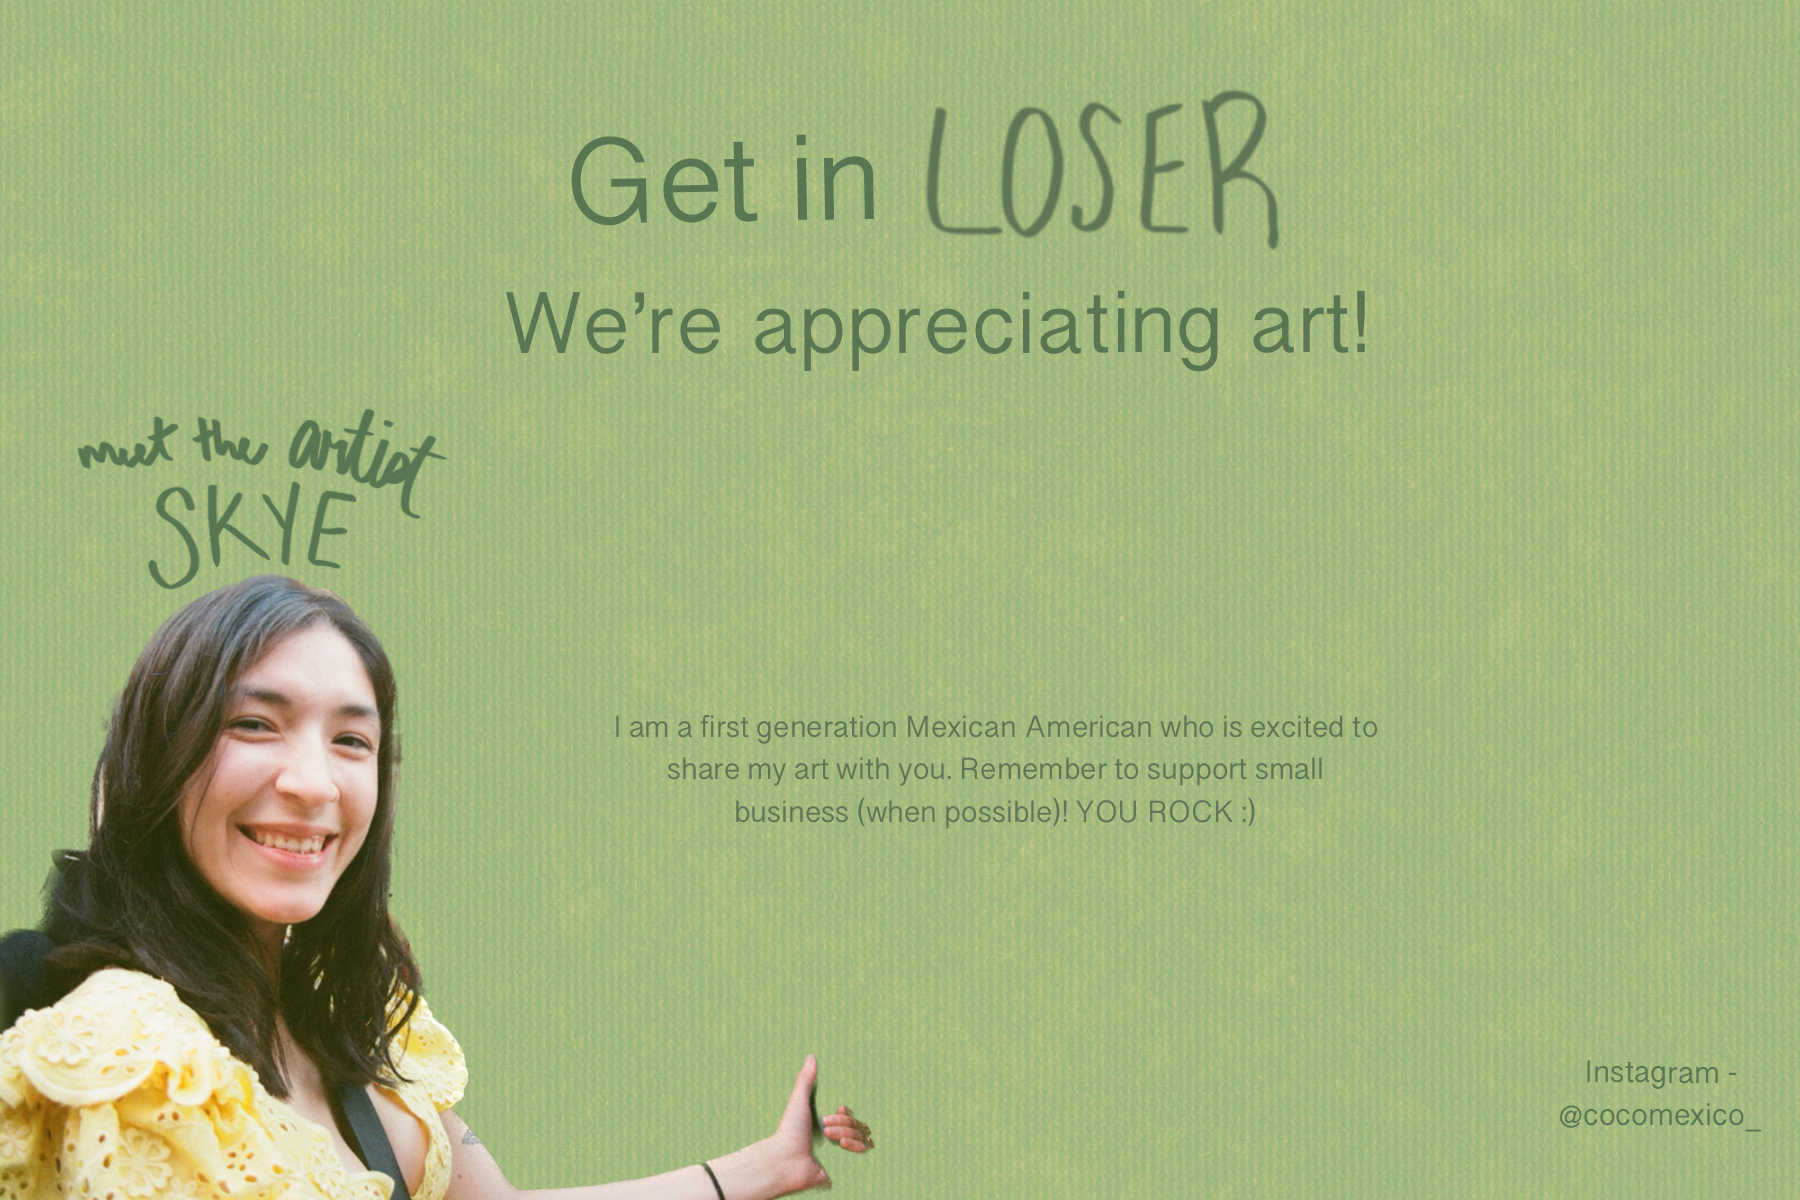 Get in LOSER
We're appreciating art!
meet the artist
SKYE
I am a first generation Mexican American who is excited to
share my art with you. Remember to support small
business (when possible)! YOU ROCK :)
Instagram -
@cocomexico_